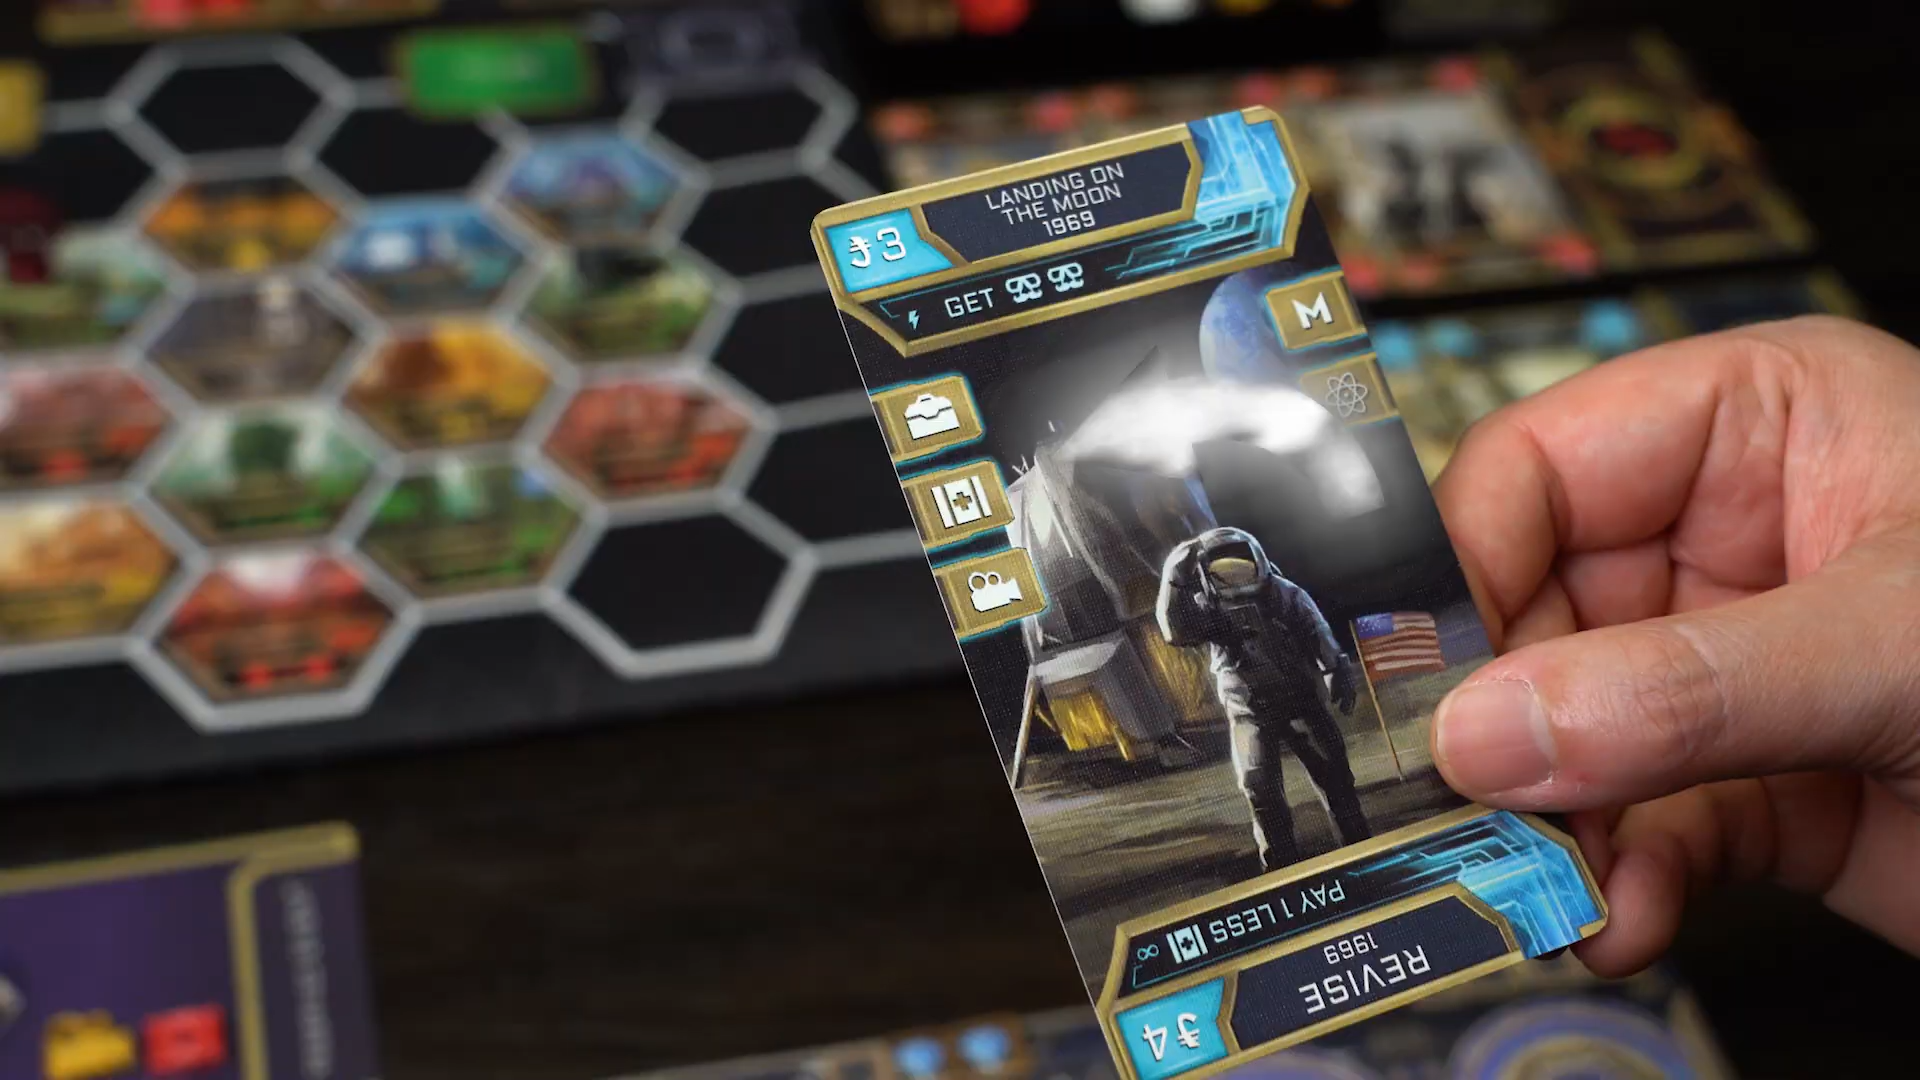 LANDING ON
THE MOON
1969
3
GET
M
PAY 1 LESS
REVISE
1969
4